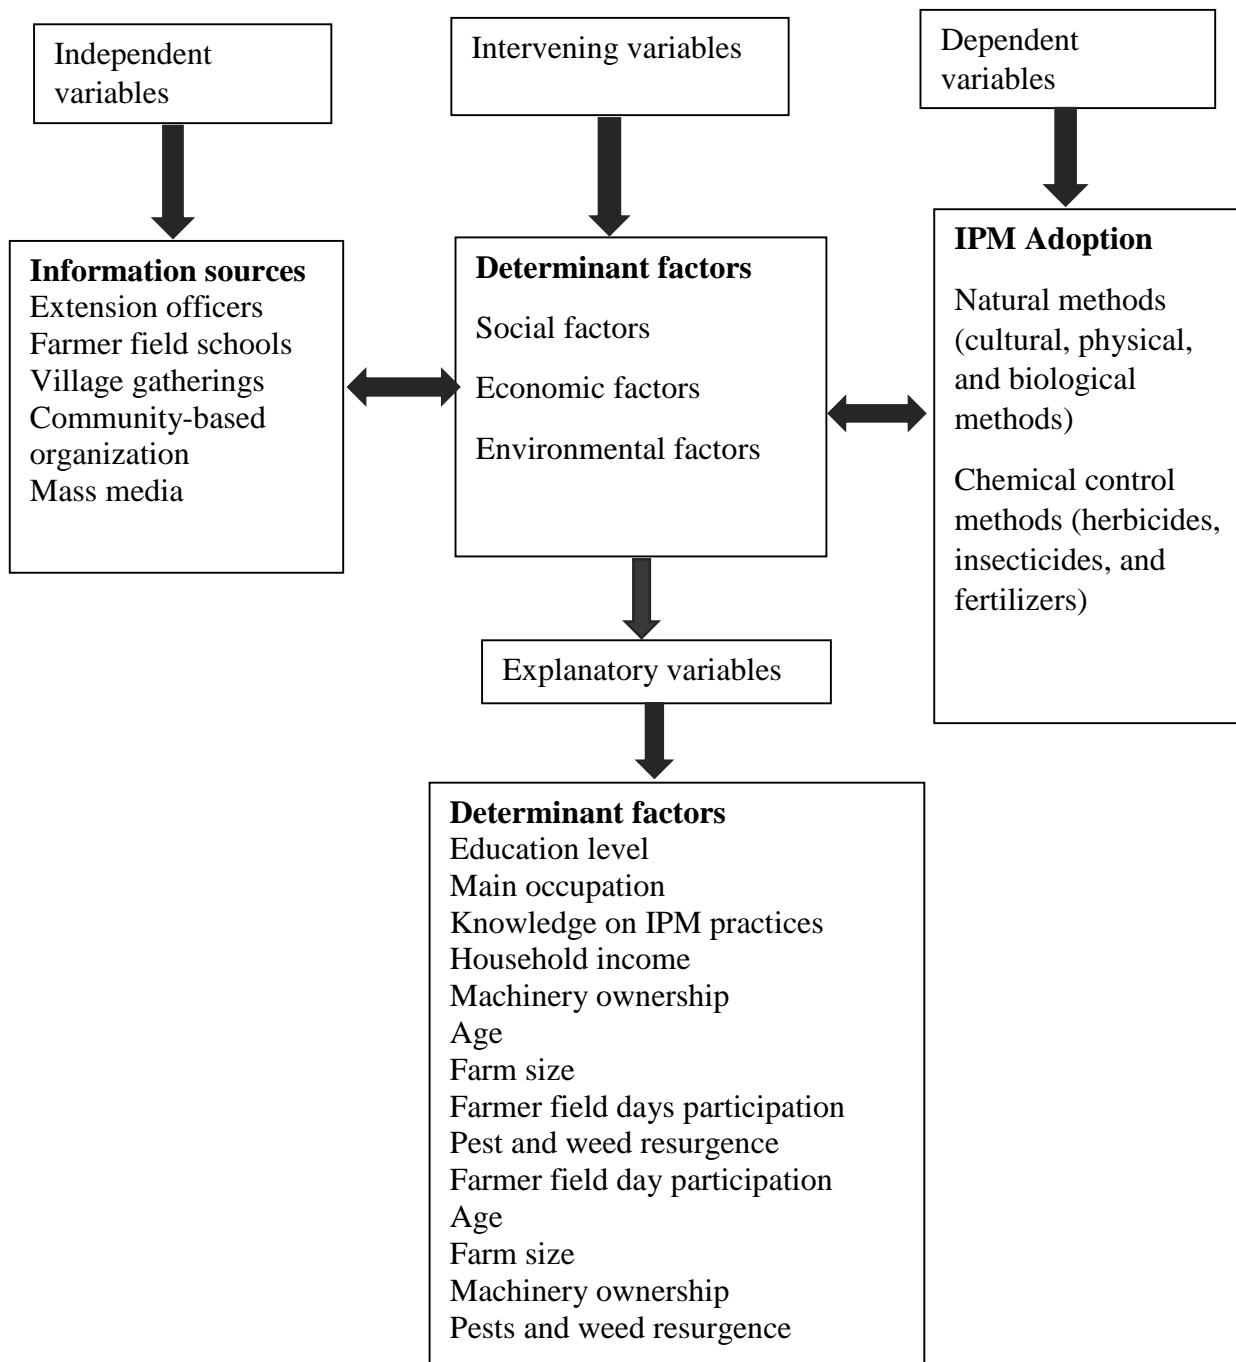 Independent
variables
Intervening variables
Dependent
variables
Information sources
Extension officers
Farmer field schools
Village gatherings
Community-based
organization
Mass media
Determinant factors
Social factors
Economic factors
Environmental factors
IPM Adoption
Natural methods
(cultural, physical,
and biological
methods)
Chemical control
methods (herbicides,
insecticides, and
fertilizers)
Explanatory variables
Determinant factors
Education level
Main occupation
Knowledge on IPM practices
Household income
Machinery ownership
Age
Farm size
Farmer field days participation
Pest and weed resurgence
Farmer field day participation
Age
Farm size
Machinery ownership
Pests and weed resurgence